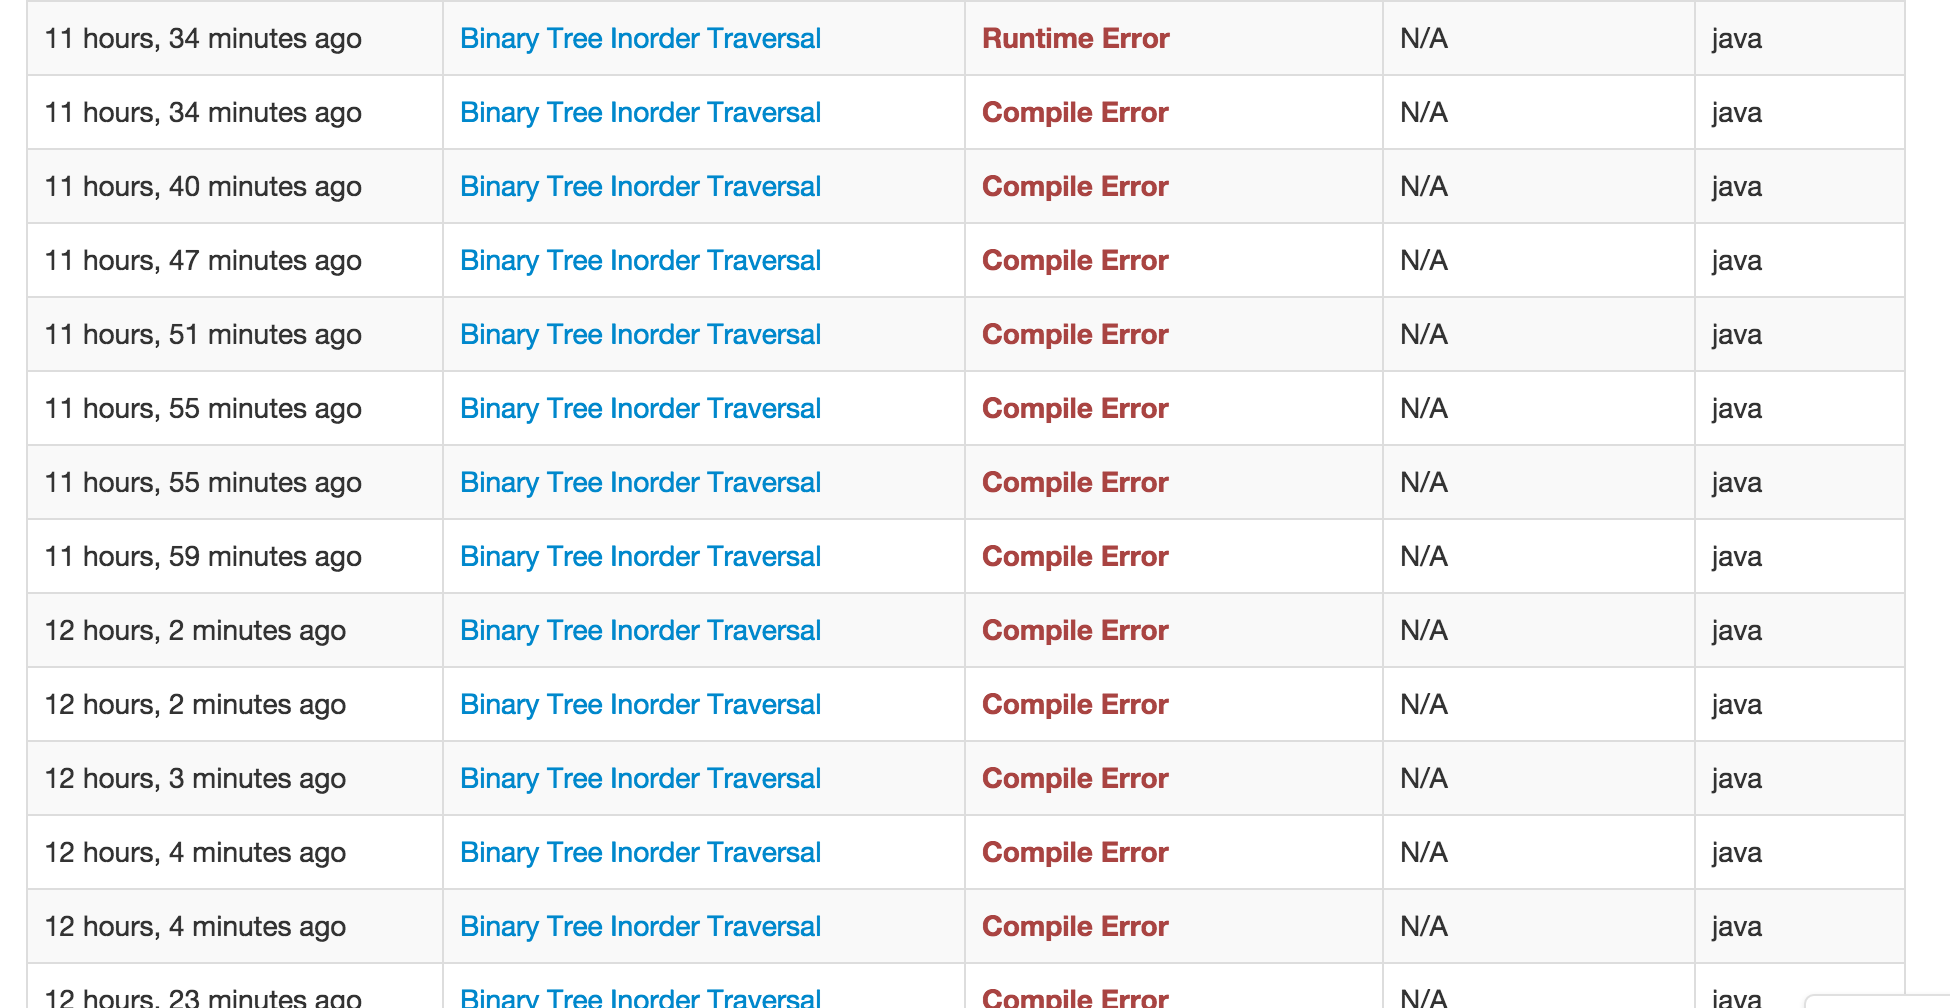 11 hours, 34 minutes ago Binary Tree Inorder Traversal Runtime Error N/A java
11 hours, 34 minutes ago Binary Tree Inorder Traversal Compile Error N/A java
11 hours, 40 minutes ago Binary Tree Inorder Traversal Compile Error N/A java
11 hours, 47 minutes ago Binary Tree Inorder Traversal Compile Error N/A java
11 hours, 51 minutes ago Binary Tree Inorder Traversal Compile Error N/A java
11 hours, 55 minutes ago Binary Tree Inorder Traversal Compile Error N/A java
11 hours, 55 minutes ago Binary Tree Inorder Traversal Compile Error N/A java
11 hours, 59 minutes ago Binary Tree Inorder Traversal Compile Error N/A java
12 hours, 2 minutes ago Binary Tree Inorder Traversal Compile Error N/A java
12 hours, 2 minutes ago Binary Tree Inorder Traversal Compile Error N/A java
12 hours, 3 minutes ago Binary Tree Inorder Traversal Compile Error N/A java
12 hours, 4 minutes ago Binary Tree Inorder Traversal Compile Error N/A java
12 hours, 4 minutes ago Binary Tree Inorder Traversal Compile Error N/A java
12 hours, 23 minutes ago Binary Tree Inorder Traversal Compile Error N/A java